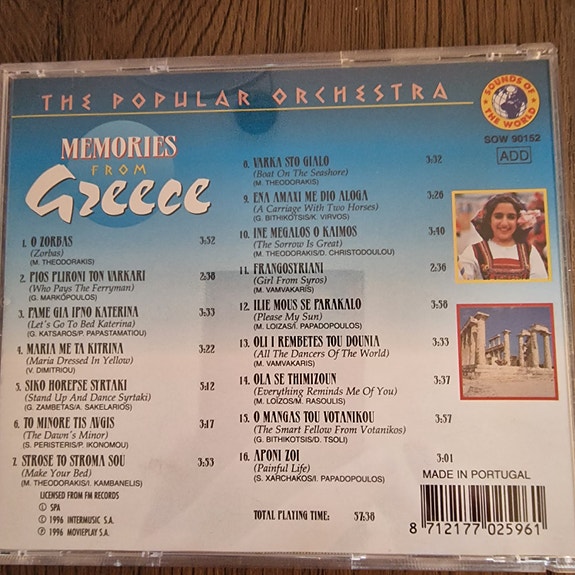 THE POPULAR ORCHESTRA
SOUNDS OF
THE WORLD
SOW 90152
ADD
MEMORIES
FROM
Greece
1. O ZORBAS 3:52
(Zorbas)
(M. THEODORAKIS)
2. PIOS PLIRONI TON VARKARI 2:38
(Who Pays The Ferryman)
(G. MARKOPOULOS)
3. PAME GIA IPNO KATERINA 3:33
(Let's Go To Bed Katerina)
(G. KATSAROS/P. PAPASTAMATIOU)
4. MARIA ME TA KITRINA 3:22
(Maria Dressed In Yellow)
(V. DIMITRIOU)
5. SIKO HOREPSE SYRTAKI 5:12
(Stand Up And Dance Syrtaki)
(G. ZAMBETAS/A. SAKELARIOS)
6. TO MINORE TIS AVGIS 3:17
(The Dawn's Minor)
(S. PERISTERIS/P. IKONOMOU)
7. STROSE TO STROMA SOU 3:53
(Make Your Bed)
(M. THEODORAKIS/I. KAMBANELIS)
LICENSED FROM FM RECORDS
Ⓒ SPA
Ⓒ 1996 INTERMUSIC S.A.
Ⓟ 1996 MOVIEPLAY S.A.
8. VARKA STO GIALO 3:32
(Boat On The Seashore)
(M. THEODORAKIS)
9. ENA AMAXI ME DIO ALOGA 3:26
(A Carriage With Two Horses)
(G. BITHIKOTSIS/K. VIRVOS)
10. INE MEGALOS O KAIMOS 3:40
(The Sorrow Is Great)
(M. THEODORAKIS/D. CHRISTODOULOU)
11. FRANGOSYRIANI 2:36
(Girl From Syros)
(M. VAMVAKARIS)
12. ILIE MOUS SE PARAKALO 3:58
(Please My Sun)
(M. LOIZAS/I. PAPADOPOULOS)
13. OLI I REMBETES TOU DOUNIA 3:33
(All The Dancers Of The World)
(M. VAMVAKARIS)
14. OLA SE THIMIZOUN 3:37
(Everything Reminds Me Of You)
(M. LOIZOS/M. RASOULIS)
15. O MANGAS TOU VOTANIKOU 3:57
(The Smart Fellow From Votanikos)
(G. BITHIKOTSIS/D. TSOLI)
16. APONI ZOI 3:01
(Painful Life)
(S. XARCHAKOS/I. PAPADOPOULOS)
TOTAL PLAYING TIME: 57:38
MADE IN PORTUGAL
8 712177 025961